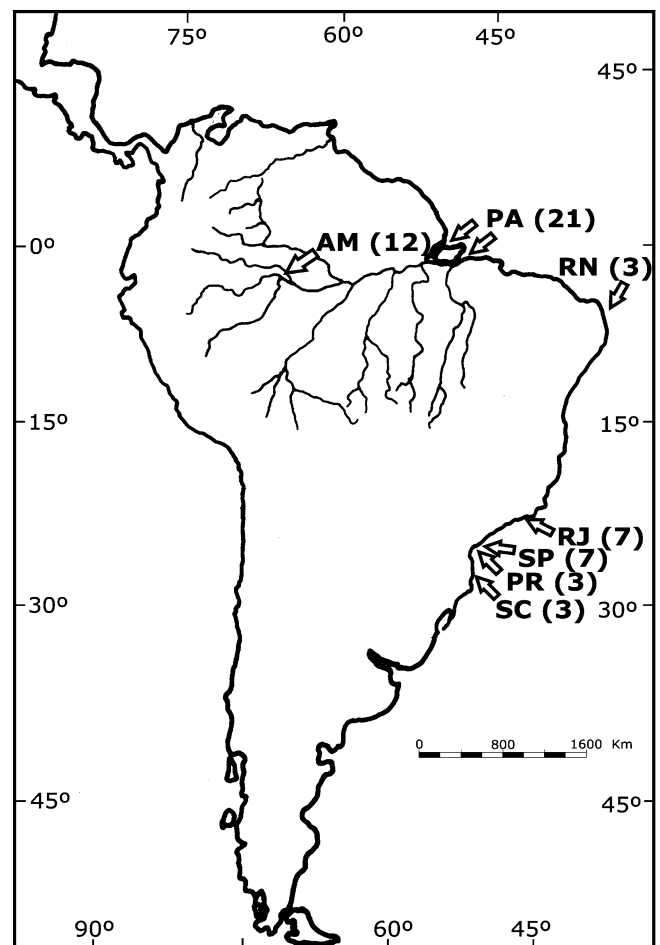 75º 60º 45º
45º
PA (21)
AM (12)
0º
RN (3)
15º 15º
RJ (7)
SP (7)
PR (3)
30º SC (3) 30º
0 800 1600 Km
45º 45º
90º 60º 45º